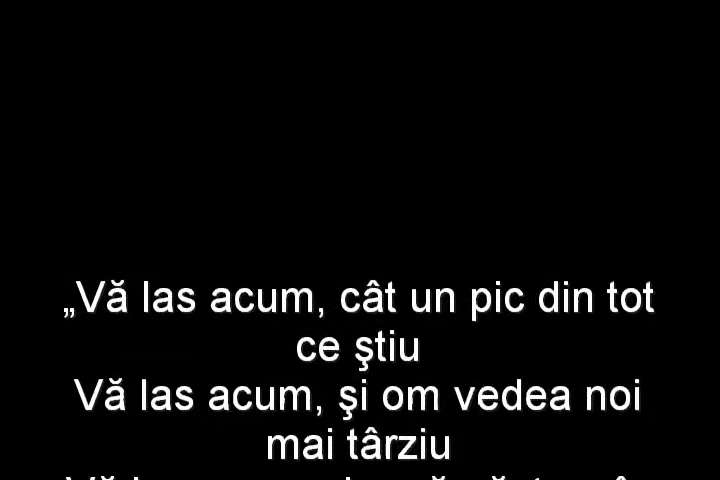 „Vă las acum, cât un pic din tot
ce ştiu
Vă las acum, şi om vedea noi
mai târziu